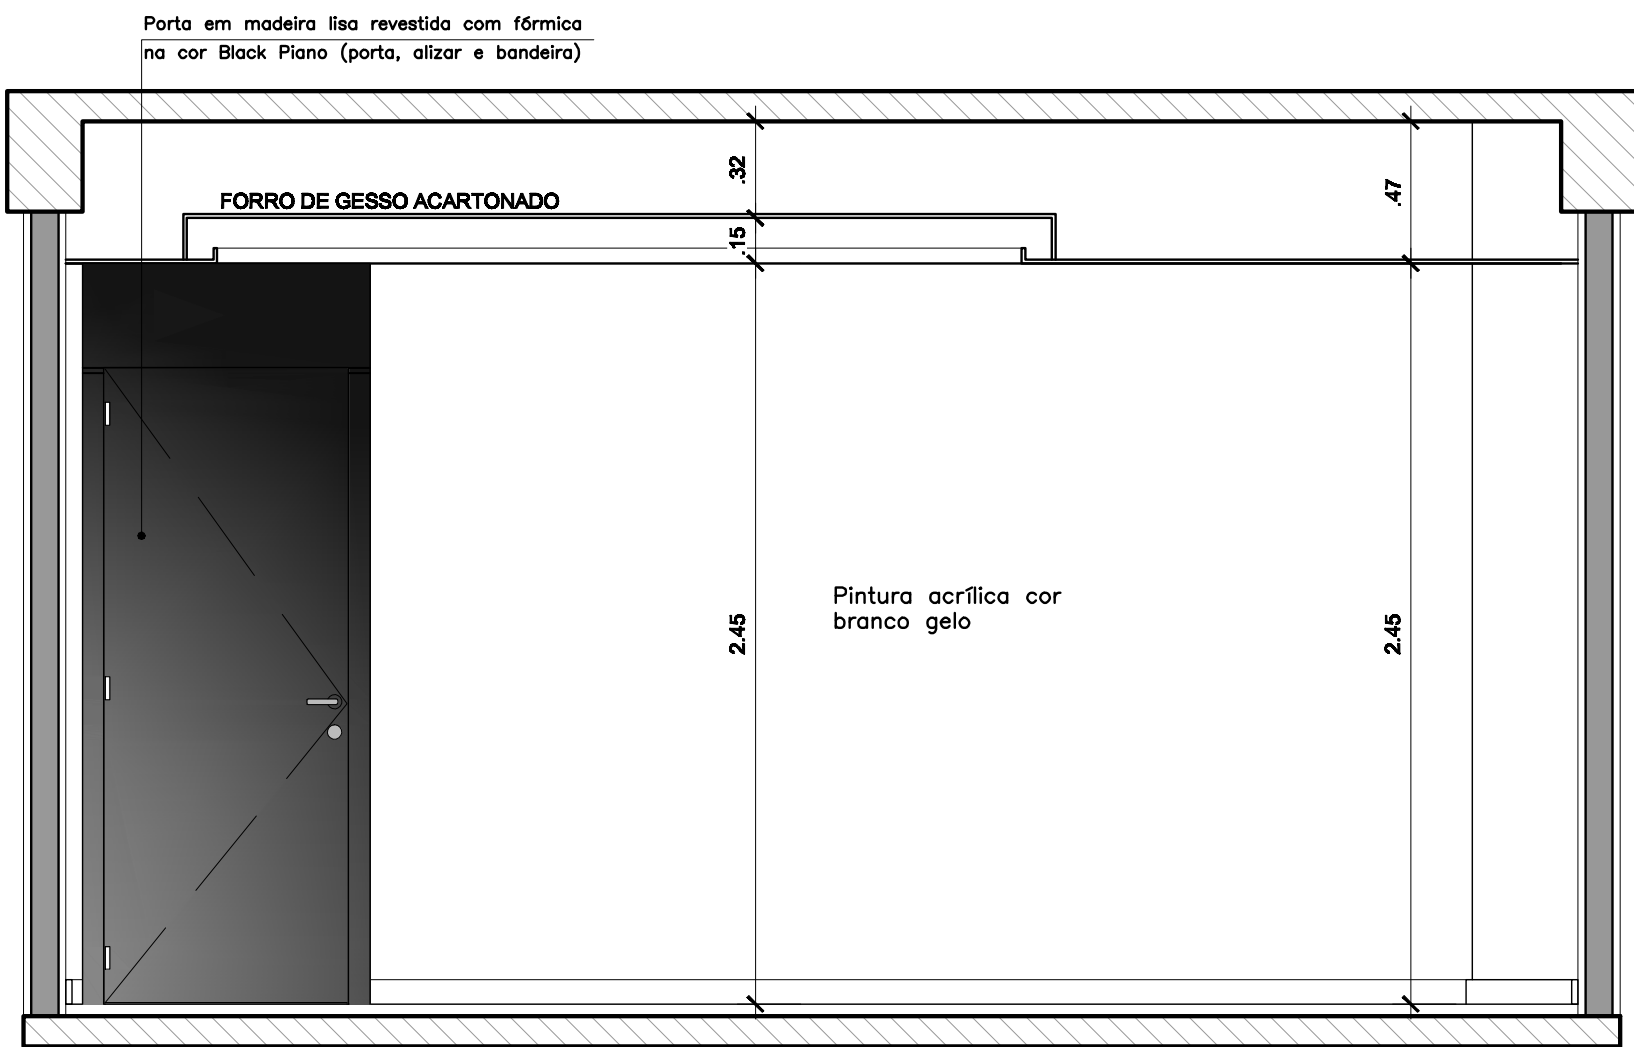 Porta em madeira lisa revestida com fórmica
na cor Black Piano (porta, alizar e bandeira)
.32
.47
FORRO DE GESSO ACARTONADO
.15
Pintura acrílica cor
branco gelo
2.45
2.45